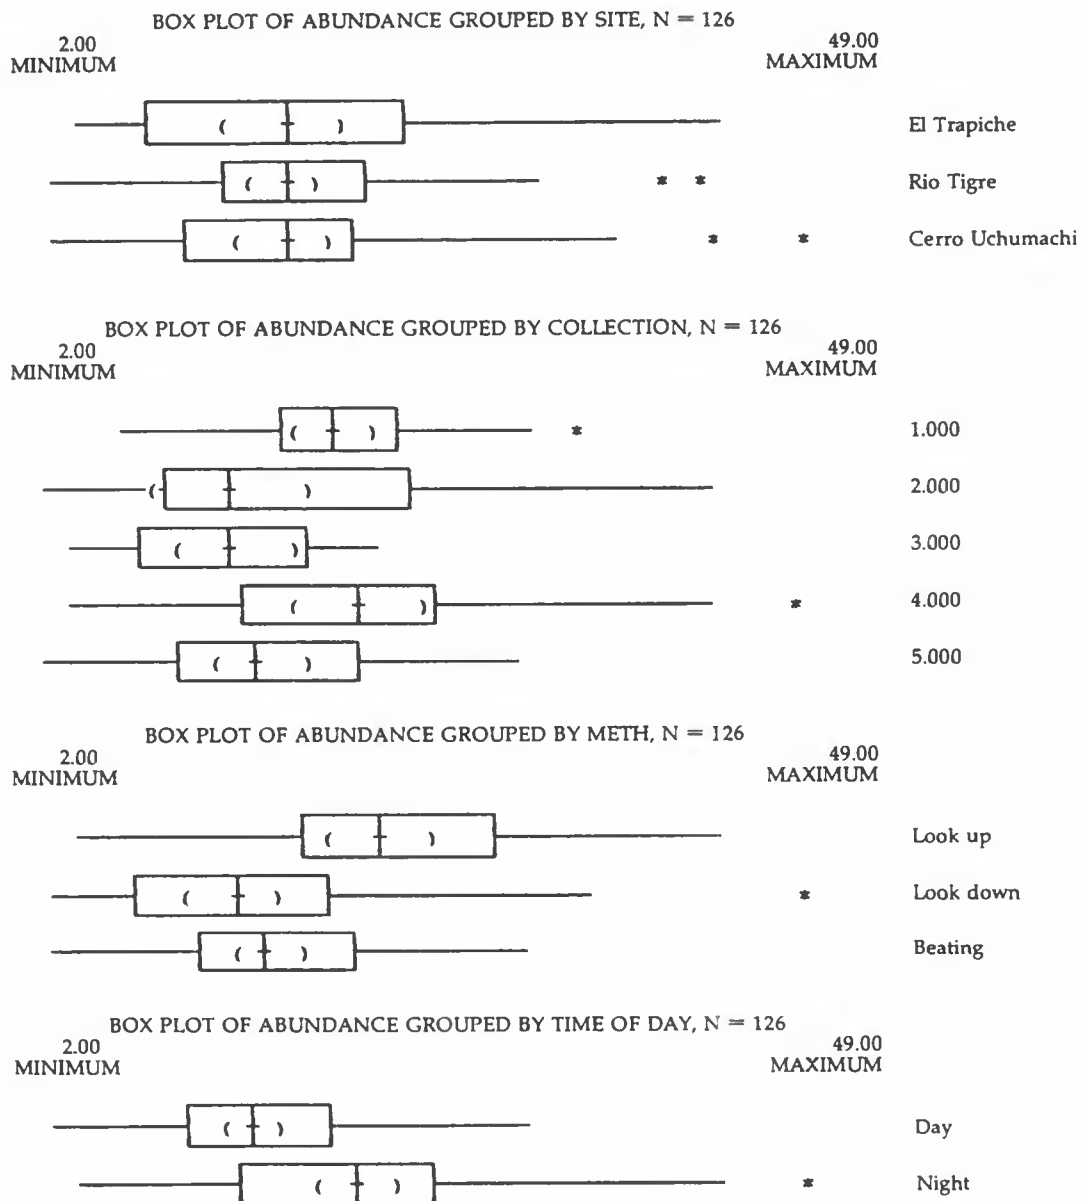 BOX PLOT OF ABUNDANCE GROUPED BY SITE, N = 126
2.00 49.00
MINIMUM MAXIMUM
El Trapiche
Rio Tigre
Cerro Uchumachi
BOX PLOT OF ABUNDANCE GROUPED BY COLLECTION, N = 126
2.00 49.00
MINIMUM MAXIMUM
1.000
2.000
3.000
4.000
5.000
BOX PLOT OF ABUNDANCE GROUPED BY METH, N = 126
2.00 49.00
MINIMUM MAXIMUM
Look up
Look down
Beating
BOX PLOT OF ABUNDANCE GROUPED BY TIME OF DAY, N = 126
2.00 49.00
MINIMUM MAXIMUM
Day
Night